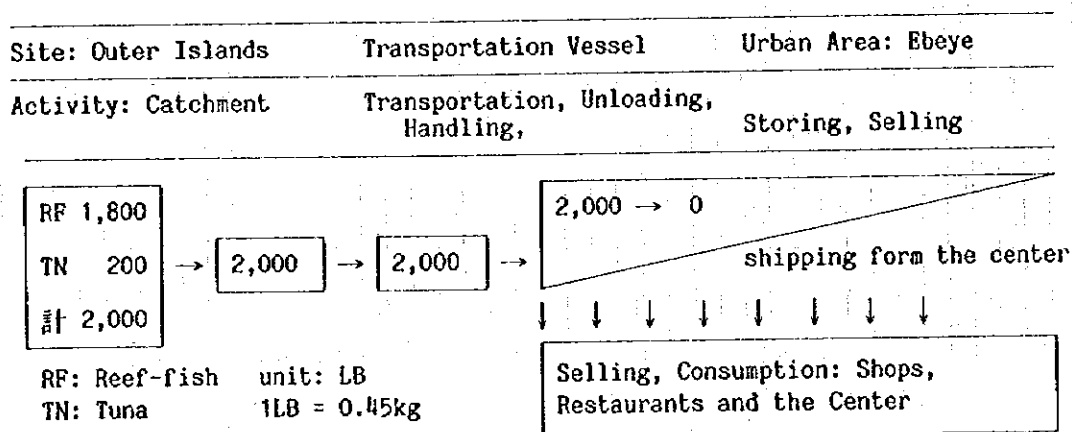 Site: Outer Islands Transportation Vessel Urban Area: Ebeye
Activity: Catchment Transportation, Unloading, Handling, Storing, Selling
RF 1,800
TN 200
計 2,000
→ 2,000 → 2,000 →
2,000 → 0
shipping form the center
↓ ↓ ↓ ↓ ↓ ↓ ↓ ↓
RF: Reef-fish unit: LB
TN: Tuna 1LB = 0.45kg
Selling, Consumption: Shops,
Restaurants and the Center